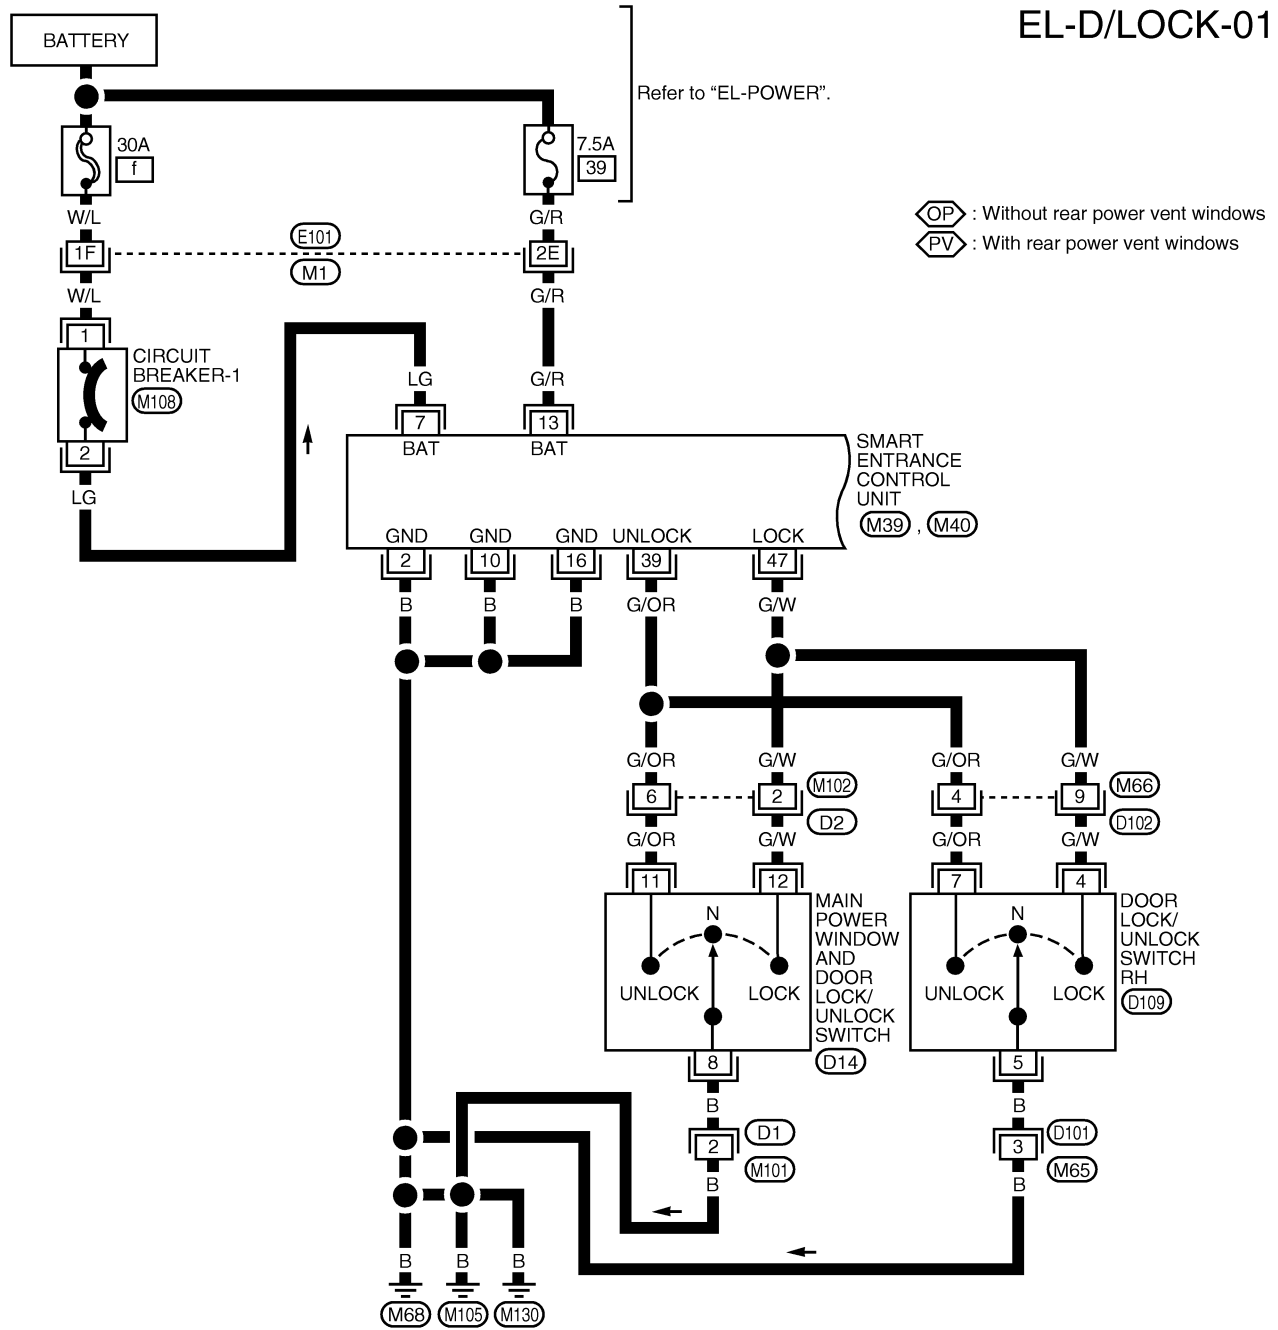 EL-D/LOCK-01
BATTERY
Refer to “EL-POWER”.
30A
f
7.5A
39
W/L
G/R
OP : Without rear power vent windows
PV : With rear power vent windows
E101
1F
2E
M1
W/L
G/R
1
CIRCUIT
BREAKER-1
M108
LG
G/R
7
13
2
BAT
BAT
SMART
ENTRANCE
CONTROL
UNIT
M39 , M40
LG
GND
GND
GND
UNLOCK
LOCK
2
10
16
39
47
B
B
B
G/OR
G/W
G/OR
G/W
G/OR
G/W
6
2
M102
D2
4
9
M66
D102
G/OR
G/W
G/OR
G/W
11
12
7
4
N
UNLOCK
LOCK
MAIN
POWER
WINDOW
AND
DOOR
LOCK/
UNLOCK
SWITCH
D14
N
UNLOCK
LOCK
DOOR
LOCK/
UNLOCK
SWITCH
RH
D109
8
5
B
B
2
D1
M101
3
D101
M65
B
B
B
B
B
M68
M105
M130